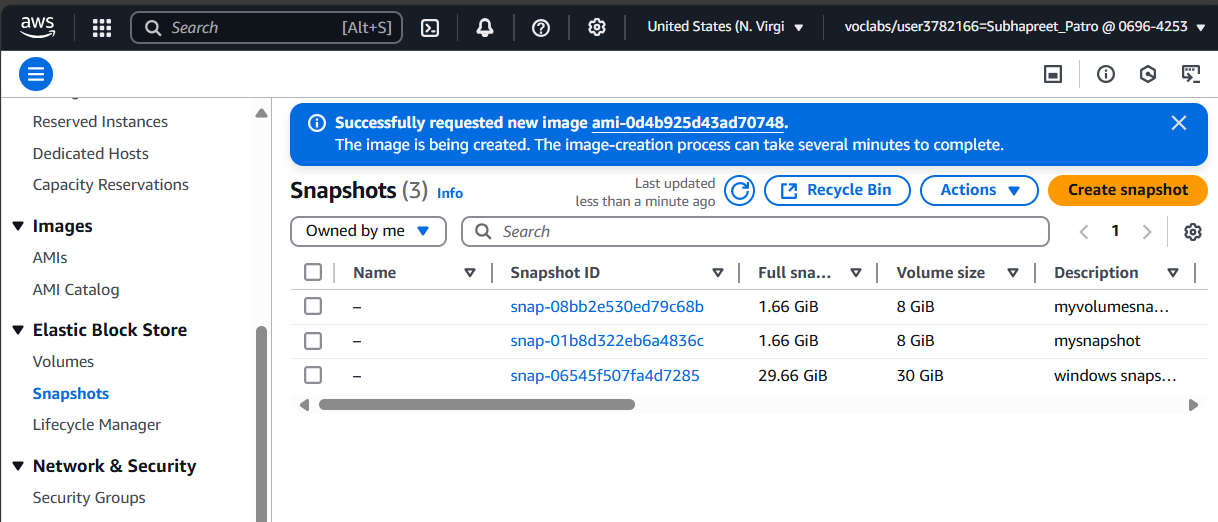 aws
Search [Alt+S]
United States (N. Virgi
voclabs/user3782166=Subhapreet_Patro @ 0696-4253
Reserved Instances
Dedicated Hosts
Capacity Reservations
Images
AMIs
AMI Catalog
Elastic Block Store
Volumes
Snapshots
Lifecycle Manager
Network & Security
Security Groups
Successfully requested new image ami-0d4b925d43ad70748.
The image is being created. The image-creation process can take several minutes to complete.
Snapshots (3) Info
Last updated
less than a minute ago
Recycle Bin
Actions
Create snapshot
Owned by me
Search
1
Name Snapshot ID Full sna... Volume size Description
– snap-08bb2e530ed79c68b 1.66 GiB 8 GiB myvolumesna...
– snap-01b8d322eb6a4836c 1.66 GiB 8 GiB mysnapshot
– snap-06545f507fa4d7285 29.66 GiB 30 GiB windows snaps...